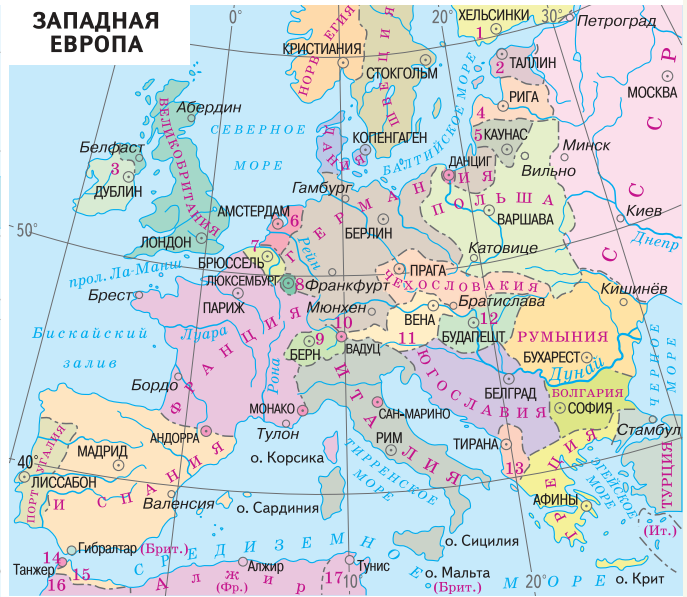 ЗАПАДНАЯ
ЕВРОПА
0°
20°
30°
ХЕЛЬСИНКИ
1
Петроград
НОРВЕГИЯ
КРИСТИАНИЯ
ШВЕЦИЯ
СТОКГОЛЬМ
2
ТАЛЛИН
МОСКВА
СССР
РИГА
4
Абердин
ВЕЛИКОБРИТАНИЯ
СЕВЕРНОЕ
МОРЕ
ДАНИЯ
КОПЕНГАГЕН
БАЛТИЙСКОЕ МОРЕ
5
КАУНАС
Минск
Белфаст
3
ДУБЛИН
ДАНЦИГ
Вильно
Гамбург
ГЕРМАНИЯ
ПОЛЬША
АМСТЕРДАМ
6
БЕРЛИН
ВАРШАВА
Киев
50°
ЛОНДОН
7
БРЮССЕЛЬ
Рейн
Катовице
Днепр
прол. Ла-Манш
ЛЮКСЕМБУРГ
8
Франкфурт
ПРАГА
ЧЕХОСЛОВАКИЯ
Брест
ПАРИЖ
Мюнхен
Братислава
Кишинёв
Бискайский
залив
Луара
ФРАНЦИЯ
10
ВЕНА
12
9
БЕРН
ВАДУЦ
11
БУДАПЕШТ
РУМЫНИЯ
БУХАРЕСТ
Дунай
ЧЕРНОЕ
МОРЕ
Бордо
Рона
ИТАЛИЯ
ЮГОСЛАВИЯ
БЕЛГРАД
БОЛГАРИЯ
СОФИЯ
МОНАКО
САН-МАРИНО
Тулон
АНДОРРА
РИМ
ТИРАНА
Стамбул
МАДРИД
о. Корсика
40°
ПОРТУГАЛИЯ
ЛИССАБОН
ИСПАНИЯ
ТИРРЕНСКОЕ
МОРЕ
13
ГРЕЦИЯ
ЭГЕЙСКОЕ
МОРЕ
ТУРЦИЯ
Валенсия
о. Сардиния
АФИНЫ
(Ит.)
Гибралтар (Брит.)
СРЕДИЗЕМНОЕ МОРЕ
о. Сицилия
14
Танжер
15
16
Алжир
(Фр.)
Алжир
17
Тунис
10°
о. Мальта
(Брит.)
20°
о. Крит